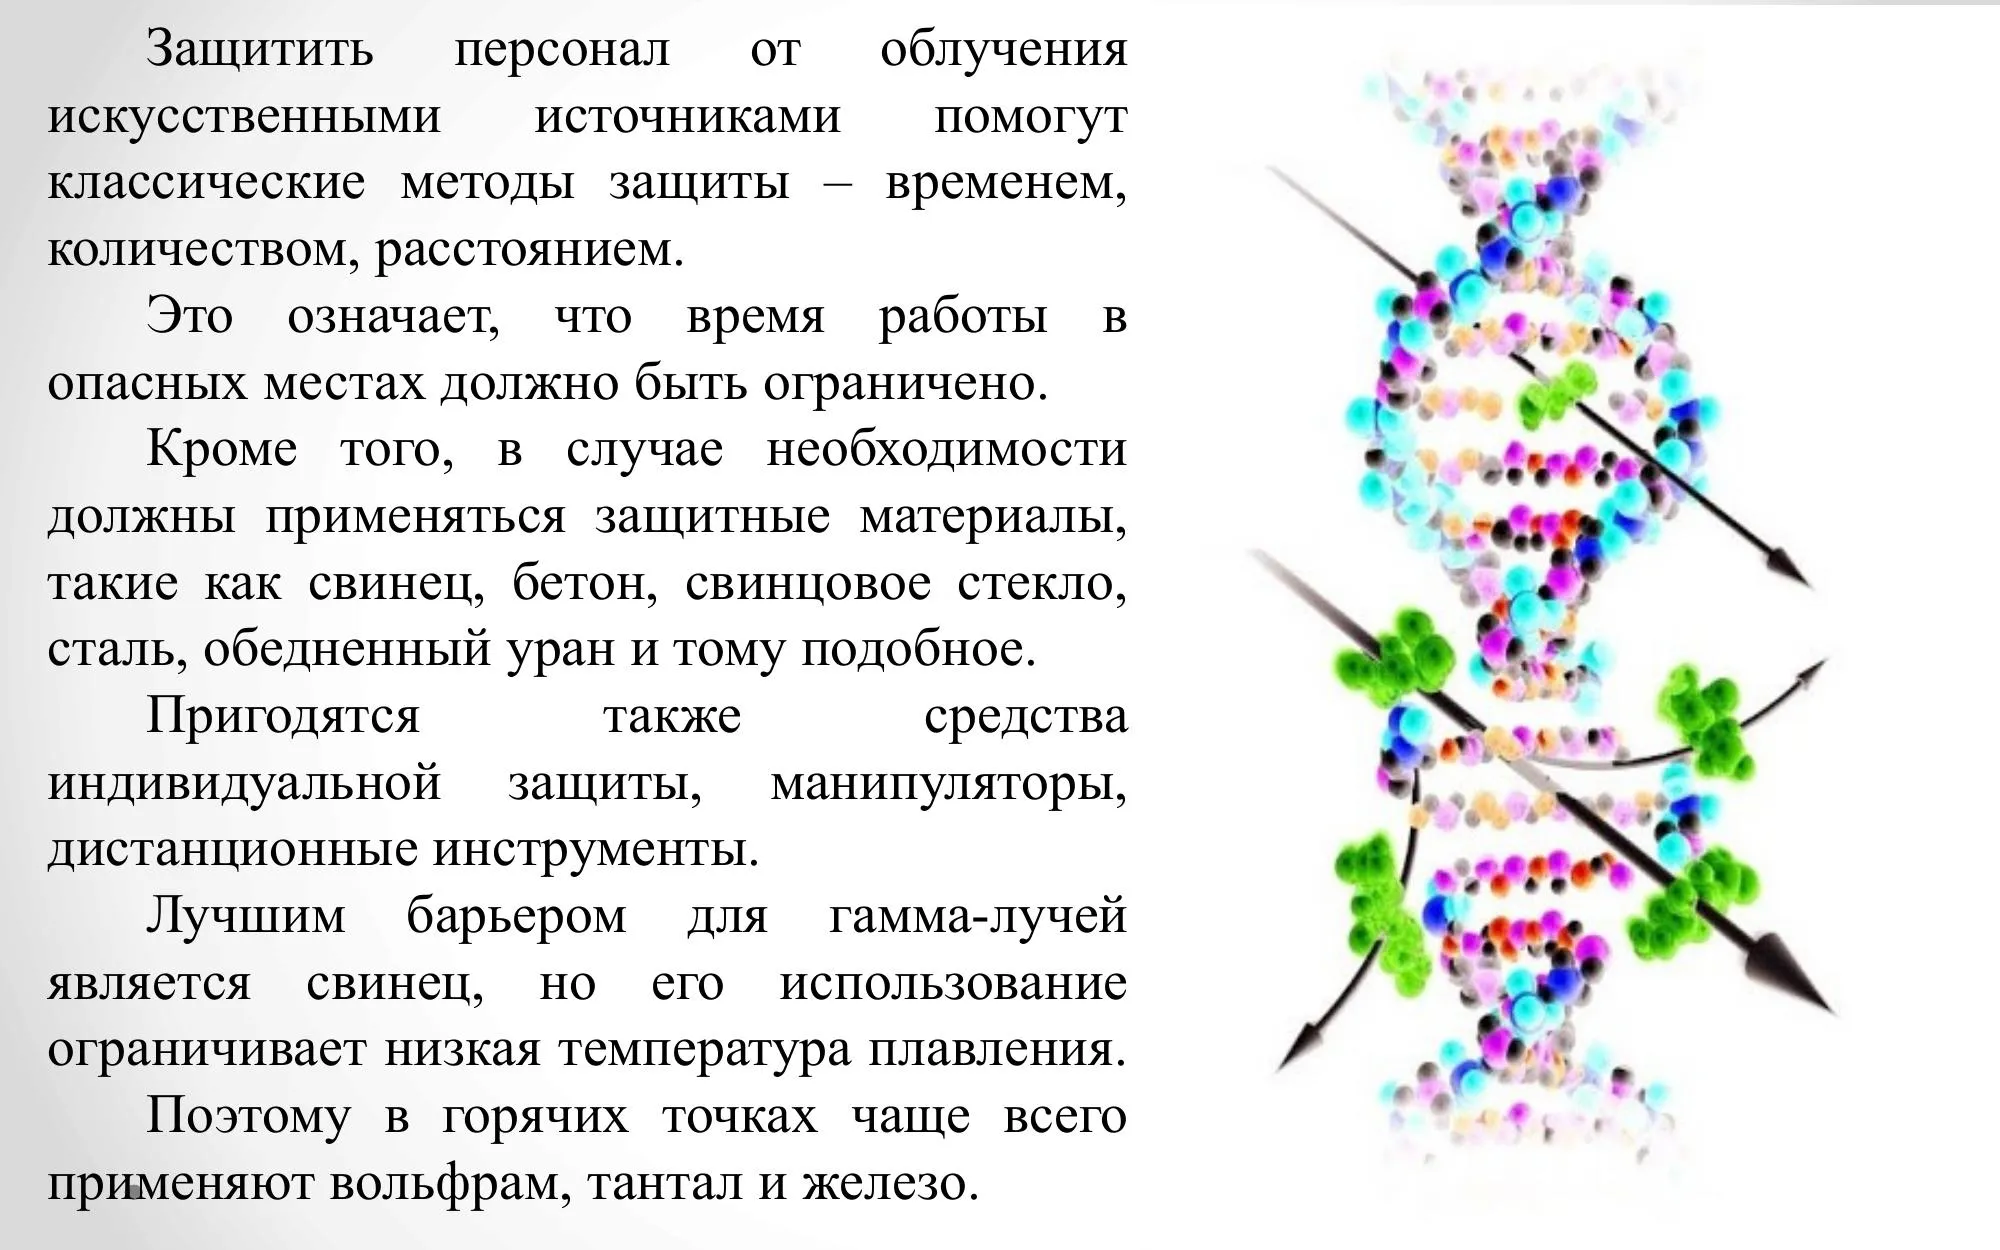 Защитить персонал от облучения
искусственными источниками помогут
классические методы защиты – временем,
количеством, расстоянием.
Это означает, что время работы в
опасных местах должно быть ограничено.
Кроме того, в случае необходимости
должны применяться защитные материалы,
такие как свинец, бетон, свинцовое стекло,
сталь, обедненный уран и тому подобное.
Пригодятся также средства
индивидуальной защиты, манипуляторы,
дистанционные инструменты.
Лучшим барьером для гамма-лучей
является свинец, но его использование
ограничивает низкая температура плавления.
Поэтому в горячих точках чаще всего
применяют вольфрам, тантал и железо.